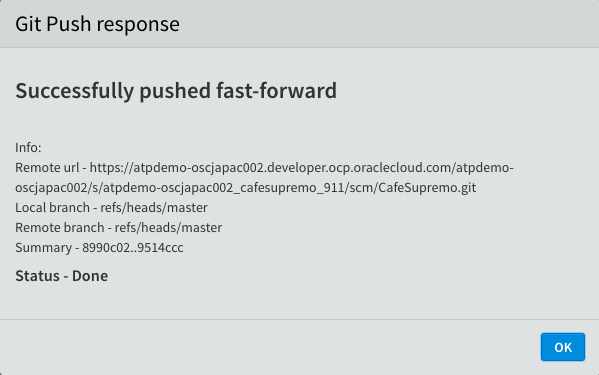 Git Push response
Successfully pushed fast-forward
Info:
Remote url - https://atpdemo-oscjapac002.developer.ocp.oraclecloud.com/atpdemo-
oscjapac002/s/atpdemo-oscjapac002_cafesupremo_911/scm/CafeSupremo.git
Local branch - refs/heads/master
Remote branch - refs/heads/master
Summary - 8990c02..9514ccc
Status - Done
OK